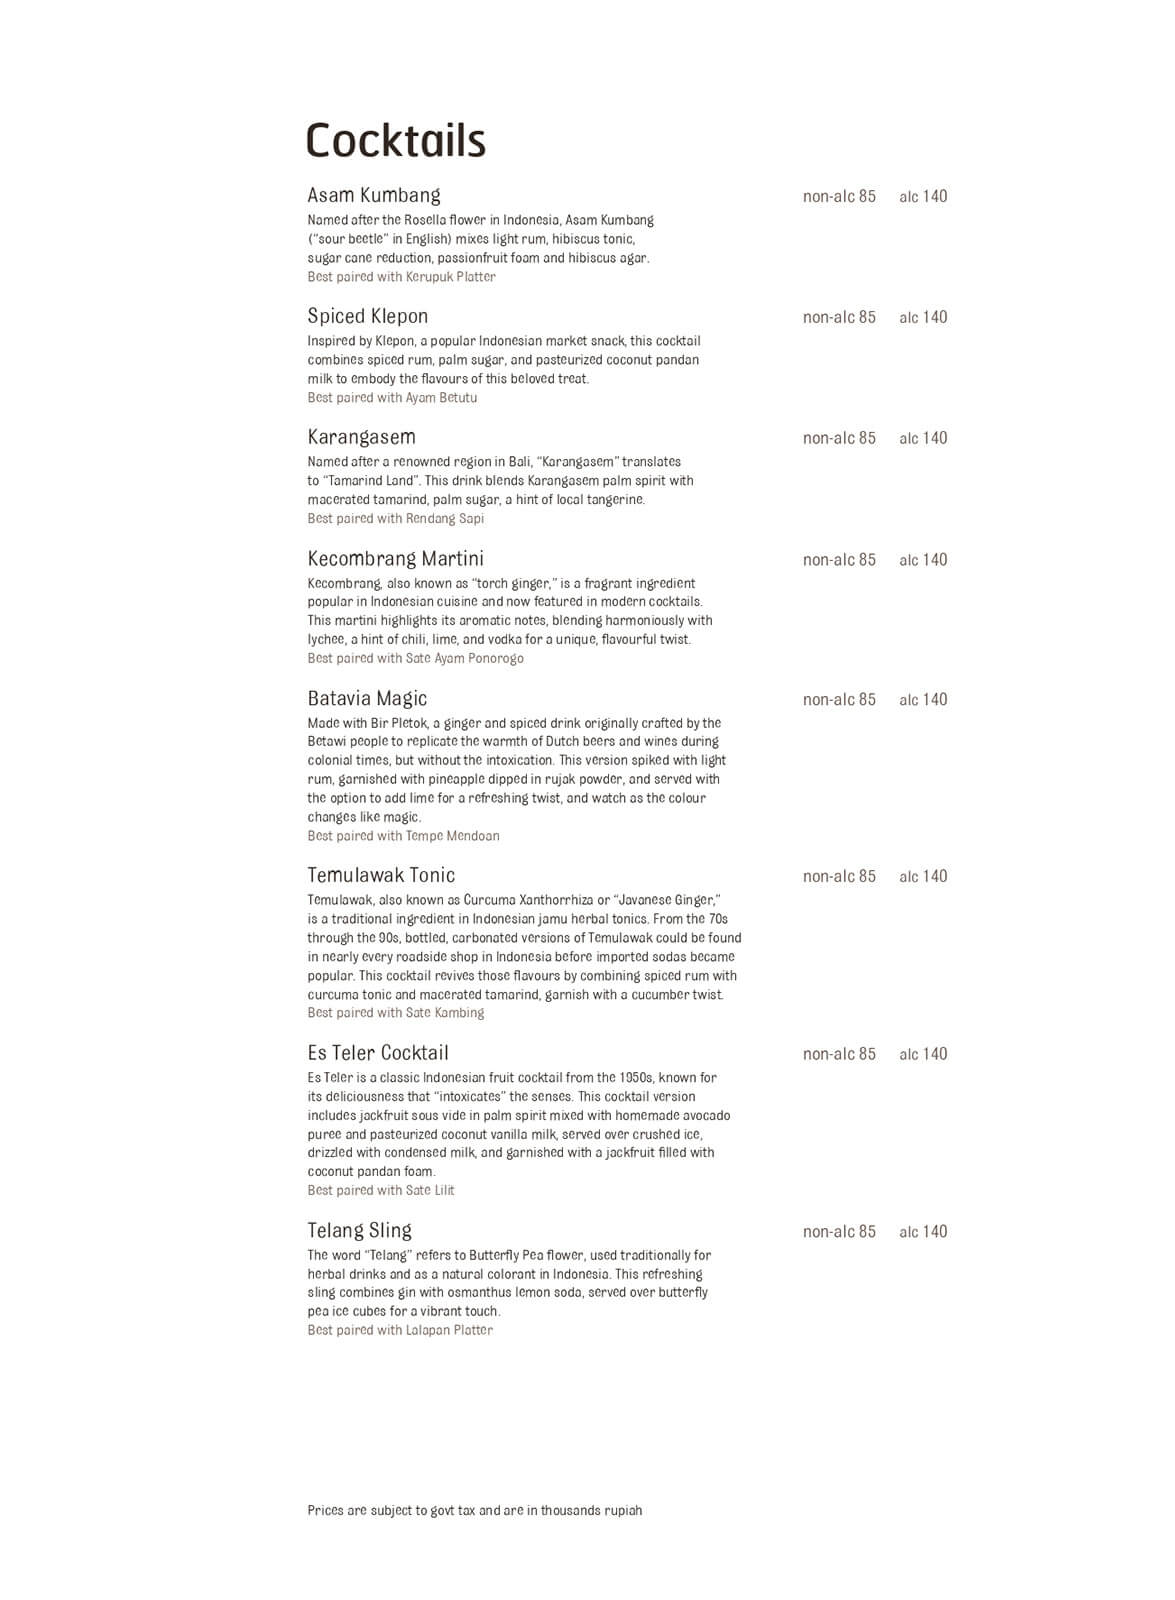 Cocktails
Asam Kumbang non-alc 85 alc 140
Named after the Rosella flower in Indonesia, Asam Kumbang
(“sour beetle” in English) mixes light rum, hibiscus tonic,
sugar cane reduction, passionfruit foam and hibiscus agar.
Best paired with Kerupuk Platter
Spiced Klepon non-alc 85 alc 140
Inspired by Klepon, a popular Indonesian market snack, this cocktail
combines spiced rum, palm sugar, and pasteurized coconut pandan
milk to embody the flavours of this beloved treat.
Best paired with Ayam Betutu
Karangasem non-alc 85 alc 140
Named after a renowned region in Bali, “Karangasem” translates
to “Tamarind Land”. This drink blends Karangasem palm spirit with
macerated tamarind, palm sugar, a hint of local tangerine.
Best paired with Rendang Sapi
Kecombrang Martini non-alc 85 alc 140
Kecombrang, also known as “torch ginger,” is a fragrant ingredient
popular in Indonesian cuisine and now featured in modern cocktails.
This martini highlights its aromatic notes, blending harmoniously with
lychee, a hint of chili, lime, and vodka for a unique, flavourful twist.
Best paired with Sate Ayam Ponorogo
Batavia Magic non-alc 85 alc 140
Made with Bir Pletok, a ginger and spiced drink originally crafted by the
Betawi people to replicate the warmth of Dutch beers and wines during
colonial times, but without the intoxication. This version spiked with light
rum, garnished with pineapple dipped in rujak powder, and served with
the option to add lime for a refreshing twist, and watch as the colour
changes like magic.
Best paired with Tempe Mendoan
Temulawak Tonic non-alc 85 alc 140
Temulawak, also known as Curcuma Xanthorrhiza or “Javanese Ginger,”
is a traditional ingredient in Indonesian jamu herbal tonics. From the 70s
through the 90s, bottled, carbonated versions of Temulawak could be found
in nearly every roadside shop in Indonesia before imported sodas became
popular. This cocktail revives those flavours by combining spiced rum with
curcuma tonic and macerated tamarind, garnish with a cucumber twist.
Best paired with Sate Kambing
Es Teler Cocktail non-alc 85 alc 140
Es Teler is a classic Indonesian fruit cocktail from the 1950s, known for
its deliciousness that “intoxicates” the senses. This cocktail version
includes jackfruit sous vide in palm spirit mixed with homemade avocado
puree and pasteurized coconut vanilla milk, served over crushed ice,
drizzled with condensed milk, and garnished with a jackfruit filled with
coconut pandan foam.
Best paired with Sate Lilit
Telang Sling non-alc 85 alc 140
The word “Telang” refers to Butterfly Pea flower, used traditionally for
herbal drinks and as a natural colorant in Indonesia. This refreshing
sling combines gin with osmanthus lemon soda, served over butterfly
pea ice cubes for a vibrant touch.
Best paired with Lalapan Platter
Prices are subject to govt tax and are in thousands rupiah